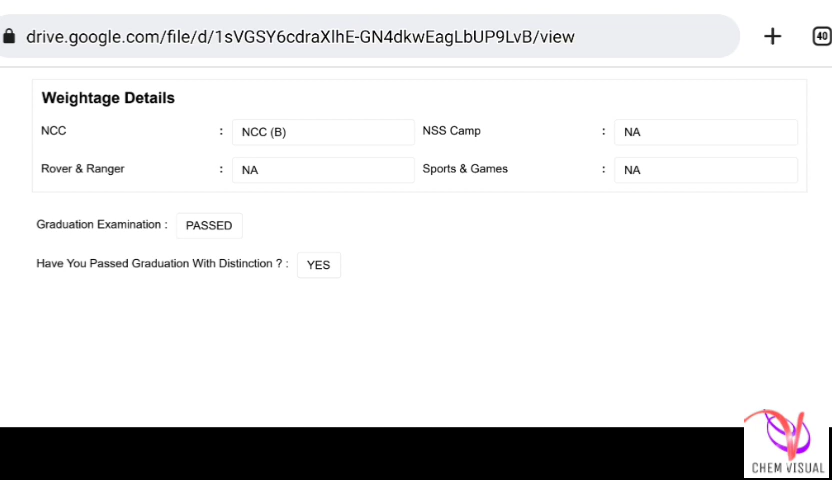 drive.google.com/file/d/1sVGSY6cdraXlhE-GN4dkwEagLbUP9LvB/view
40
Weightage Details
NCC : NCC (B) NSS Camp : NA
Rover & Ranger : NA Sports & Games : NA
Graduation Examination : PASSED
Have You Passed Graduation With Distinction ? : YES
CHEM VISUAL